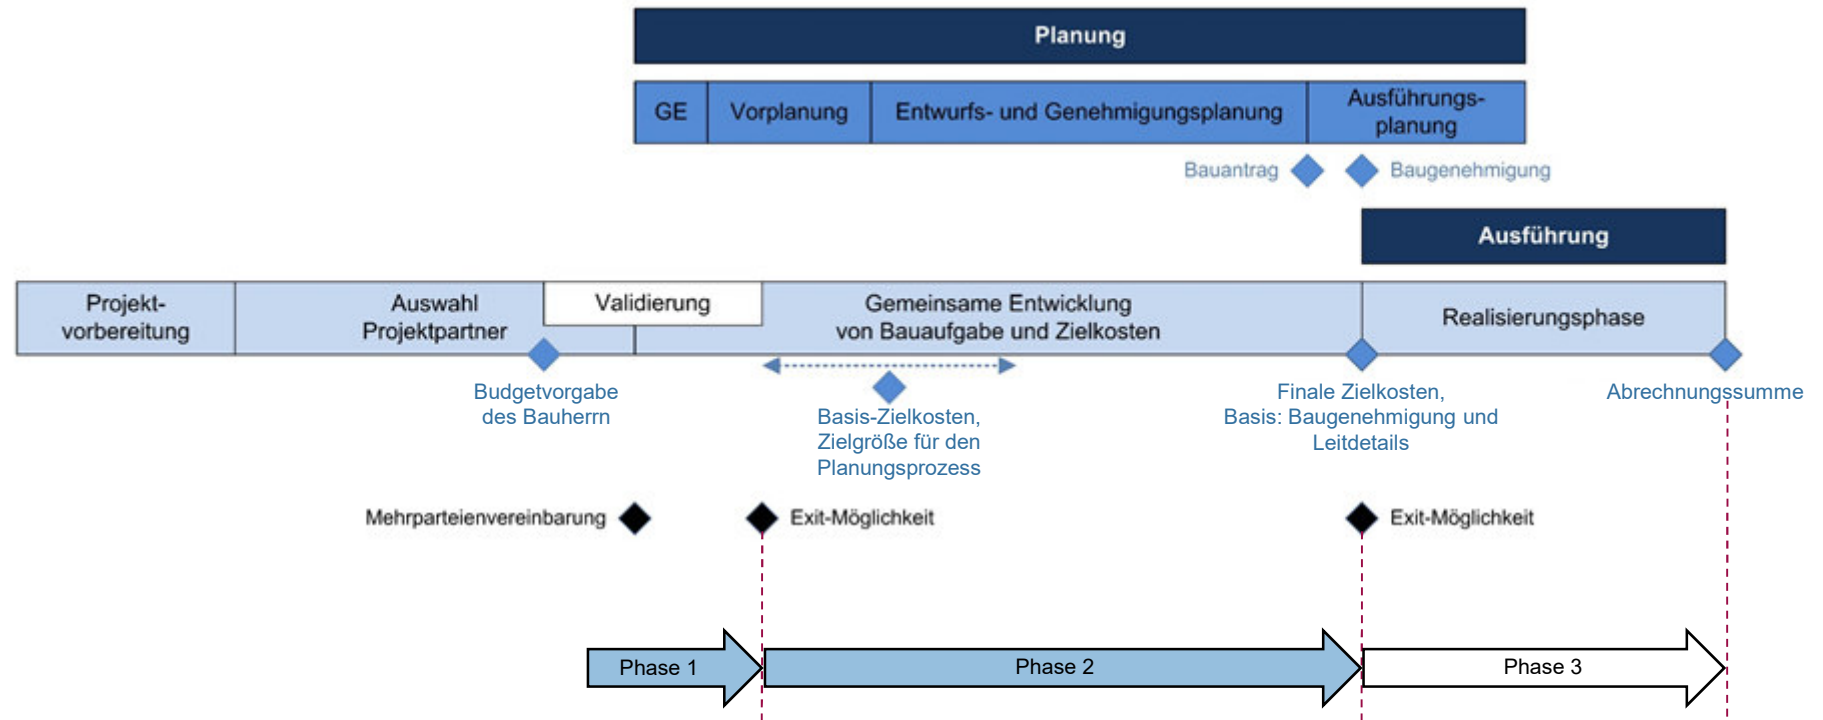 Planung
GE
Vorplanung
Entwurfs- und Genehmigungsplanung
Ausführungs-
planung
Bauantrag
Baugenehmigung
Ausführung
Projekt-
vorbereitung
Auswahl
Projektpartner
Validierung
Gemeinsame Entwicklung
von Bauaufgabe und Zielkosten
Realisierungsphase
Budgetvorgabe
des Bauherrn
Basis-Zielkosten,
Zielgröße für den
Planungsprozess
Finale Zielkosten,
Basis: Baugenehmigung und
Leitdetails
Abrechnungssumme
Mehrparteienvereinbarung
Exit-Möglichkeit
Exit-Möglichkeit
Phase 1
Phase 2
Phase 3